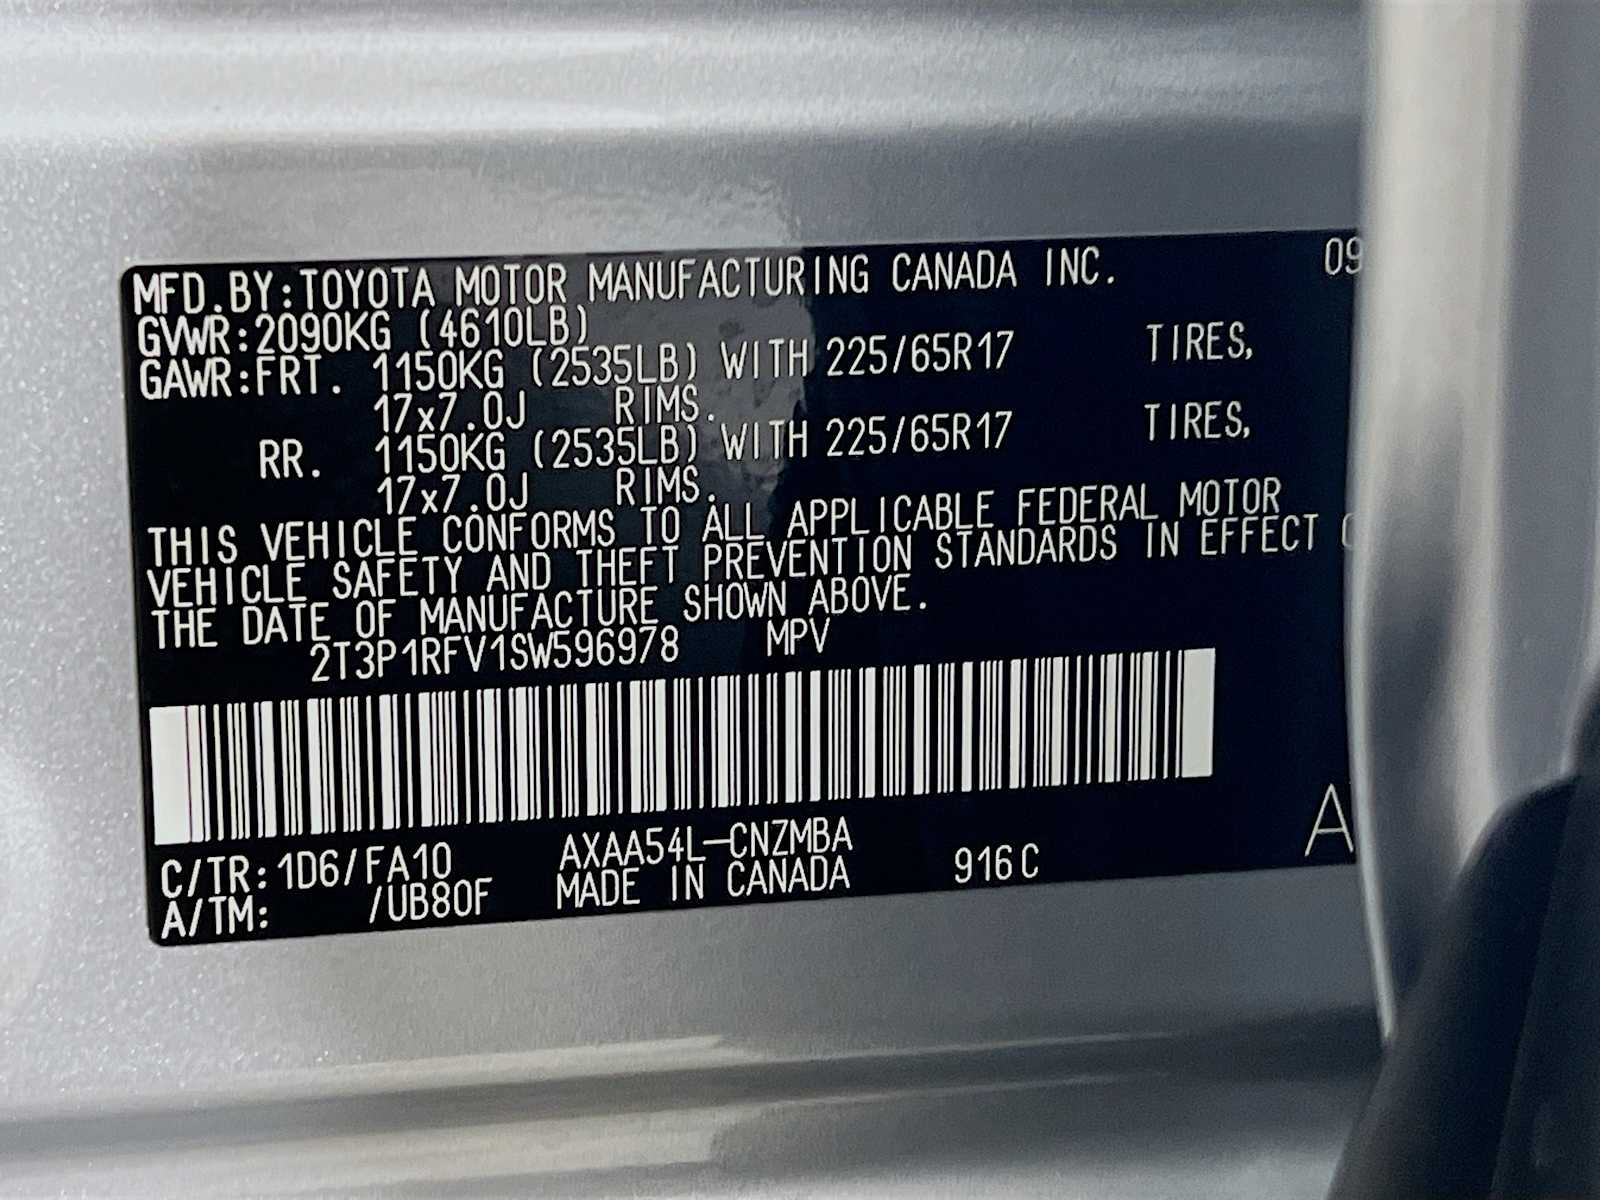 MFD.BY:TOYOTA MOTOR MANUFACTURING CANADA INC. 09
GVWR:2090KG (4610LB)
GAWR:FRT. 1150KG (2535LB) WITH 225/65R17 TIRES,
17x7.0J RIMS.
RR. 1150KG (2535LB) WITH 225/65R17 TIRES,
17x7.0J RIMS.
THIS VEHICLE CONFORMS TO ALL APPLICABLE FEDERAL MOTOR
VEHICLE SAFETY AND THEFT PREVENTION STANDARDS IN EFFECT
THE DATE OF MANUFACTURE SHOWN ABOVE.
2T3P1RFV1SW596978 MPV
C/TR:1D6/FA10 AXAA54L-CNZMBA A
A/TM: /UB80F MADE IN CANADA 916C